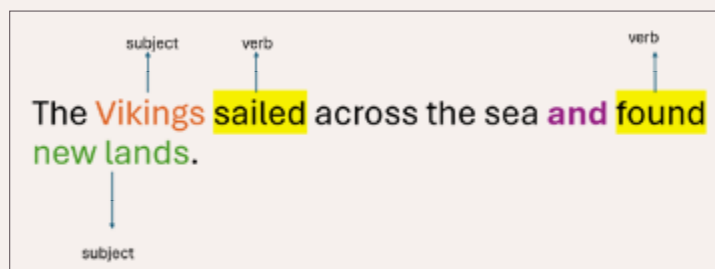 subject verb verb
The Vikings sailed across the sea and found
new lands.
subject